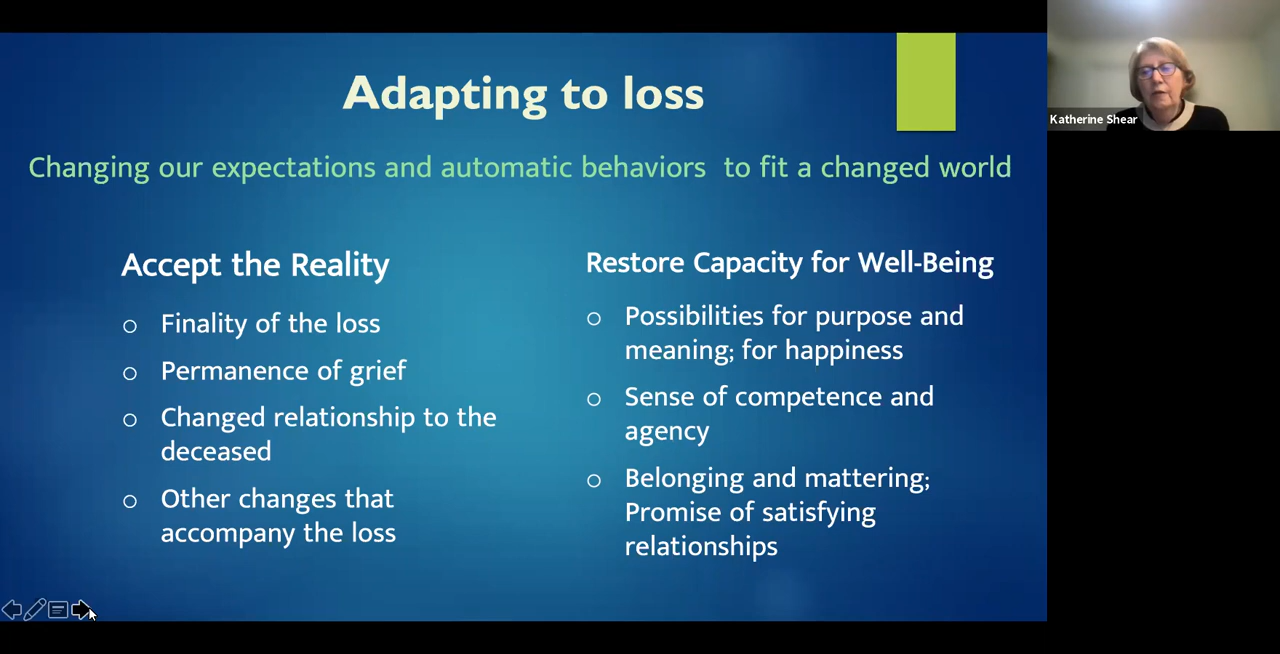 Adapting to loss
Changing our expectations and automatic behaviors to fit a changed world
Accept the Reality
Finality of the loss
Permanence of grief
Changed relationship to the
deceased
Other changes that
accompany the loss
Restore Capacity for Well-Being
Possibilities for purpose and
meaning; for happiness
Sense of competence and
agency
Belonging and mattering;
Promise of satisfying
relationships
Katherine Shear